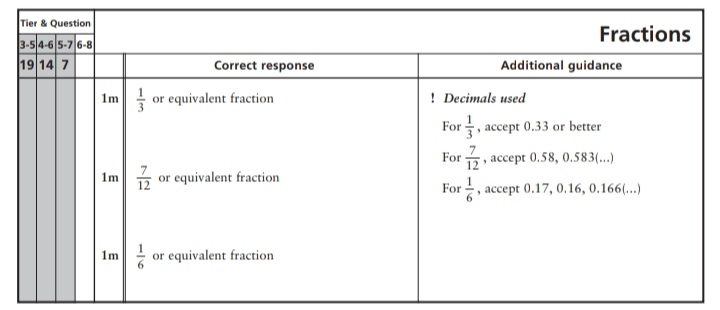 Tier & Question
Fractions
3-5 4-6 5-7 6-8
19 14 7
Correct response
Additional guidance
1m 1/3 or equivalent fraction
! Decimals used
For 1/3, accept 0.33 or better
For 7/12, accept 0.58, 0.583(...)
1m 7/12 or equivalent fraction
For 1/6, accept 0.17, 0.16, 0.166(...)
1m 1/6 or equivalent fraction